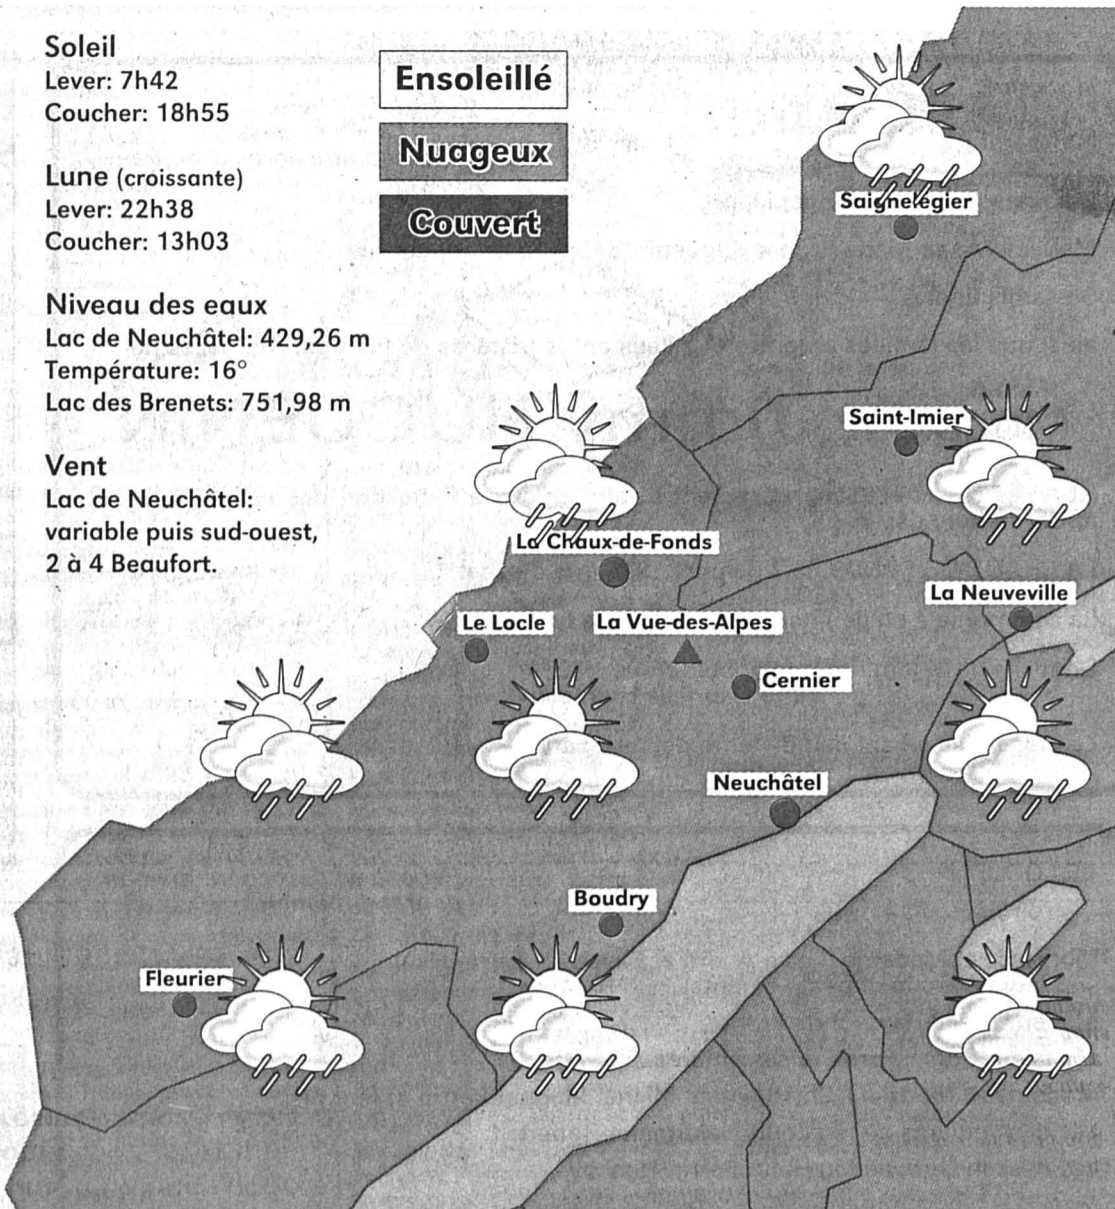 Soleil
Lever: 7h42
Coucher: 18h55
Lune (croissante)
Lever: 22h38
Coucher: 13h03
Niveau des eaux
Lac de Neuchâtel: 429,26 m
Température: 16°
Lac des Brenets: 751,98 m
Vent
Lac de Neuchâtel:
variable puis sud-ouest,
2 à 4 Beaufort.
Ensoleillé
Nuageux
Couvert
Saignelégier
Saint-Imier
La Chaux-de-Fonds
La Neuveville
Le Locle
La Vue-des-Alpes
Cernier
Neuchâtel
Boudry
Fleurier